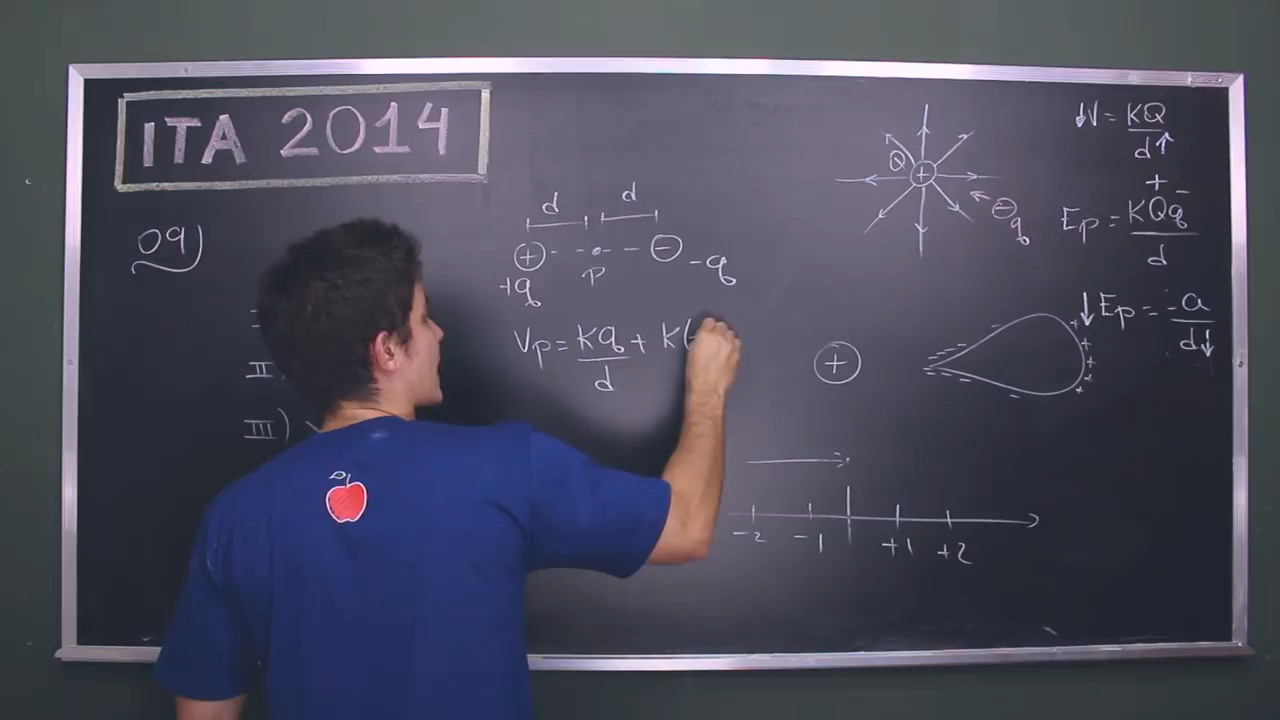 ITA 2014
09)
II
III)
d d
+ - - P - - - −q
+q
Vp = Kq/d + K(-
Q +
- q
↓V = KQ/d↑
+ -
Ep = KQq/d
↓Ep = -a/d↓
+
-2 -1 +1 +2